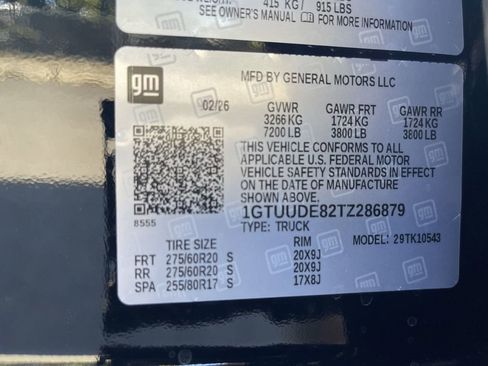 415 KG/ 915 LBS
SEE OWNER'S MANUAL FOR MORE INFORMATION
gm
MFD BY GENERAL MOTORS LLC
02/26 GVWR GAWR FRT GAWR RR
3266 KG 1724 KG 1724 KG
7200 LB 3800 LB 3800 LB
THIS VEHICLE CONFORMS TO ALL
APPLICABLE U.S. FEDERAL MOTOR
VEHICLE SAFETY STANDARDS IN EFFECT
ON THE DATE OF MANUFACTURE
SHOWN ABOVE.
8555 1GTUUDE82TZ286879
TYPE: TRUCK MODEL: 29TK10543
TIRE SIZE RIM
FRT 275/60R20 S 20X9J
RR 275/60R20 S 20X9J
SPA 255/80R17 S 17X8J